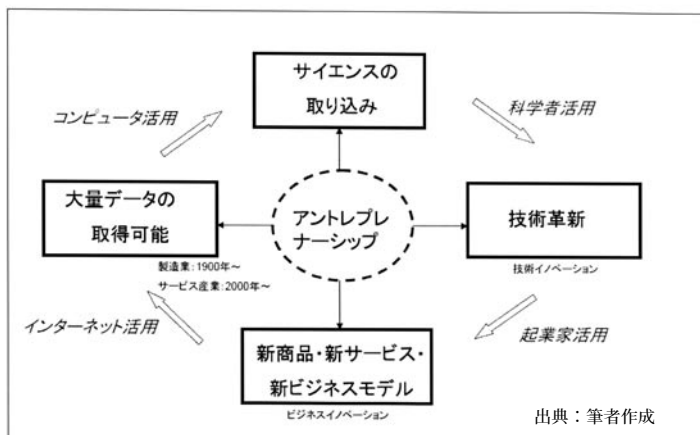 サイエンスの
取り込み
コンピュータ活用
科学者活用
大量データの
取得可能
アントレプレ
ナーシップ
技術革新
製造業:1900年~
サービス産業:2000年~
技術イノベーション
インターネット活用
起業家活用
新商品・新サービス・
新ビジネスモデル
ビジネスイノベーション
出典：筆者作成